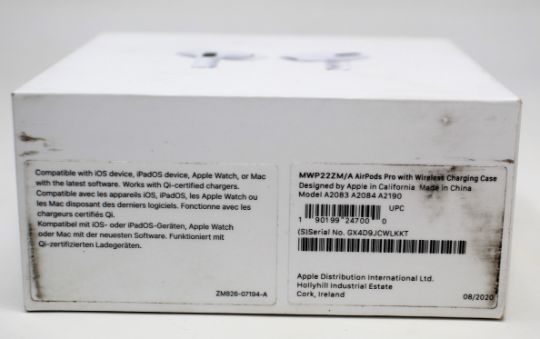 Compatible with iOS device, iPadOS device, Apple Watch, or Mac
with the latest software. Works with Qi-certified chargers.
Compatible avec les appareils iOS, iPadOS, les Apple Watch ou
les Mac disposant des derniers logiciels. Fonctionne avec les
chargeurs certifiés Qi.
Kompatibel mit iOS- oder iPadOS-Geräten, Apple Watch
oder Mac mit der neuesten Software. Funktioniert mit
Qi-zertifizierten Ladegeräten.
ZM826-07194-A
MWP22ZM/A AirPods Pro with Wireless Charging Case
Designed by Apple in California Made in China
Model A2083 A2084 A2190
UPC
1 90199 24700 0
(S)Serial No. GX4D9JCWLKKT
Apple Distribution International Ltd.
Hollyhill Industrial Estate
Cork, Ireland
08/2020